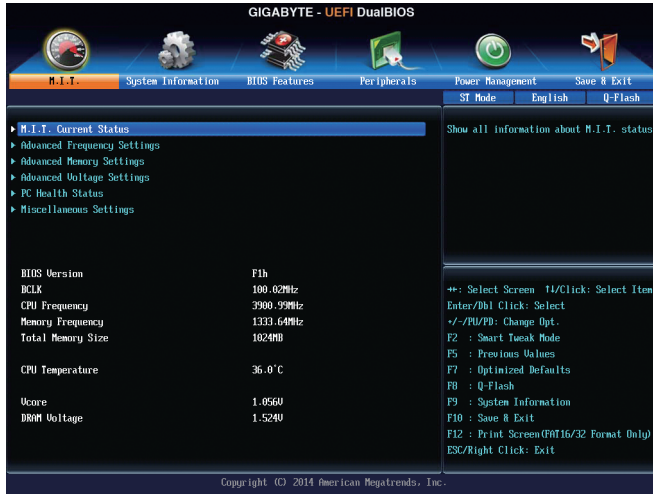 GIGABYTE - UEFI DualBIOS
M.I.T. System Information BIOS Features Peripherals Power Management Save & Exit
ST Mode English Q-Flash
M.I.T. Current Status
Advanced Frequency Settings
Advanced Memory Settings
Advanced Voltage Settings
PC Health Status
Miscellaneous Settings
BIOS Version F1h
BCLK 100.02MHz
CPU Frequency 3900.99MHz
Memory Frequency 1333.64MHz
Total Memory Size 1024MB
CPU Temperature 36.0°C
Vcore 1.056V
DRAM Voltage 1.524V
Show all information about M.I.T. status
→←: Select Screen ↑↓/Click: Select Item
Enter/Dbl Click: Select
+/-/PU/PD: Change Opt.
F2 : Smart Tweak Mode
F5 : Previous Values
F7 : Optimized Defaults
F8 : Q-Flash
F9 : System Information
F10 : Save & Exit
F12 : Print Screen(FAT16/32 Format Only)
ESC/Right Click: Exit
Copyright (C) 2014 American Megatrends, Inc.